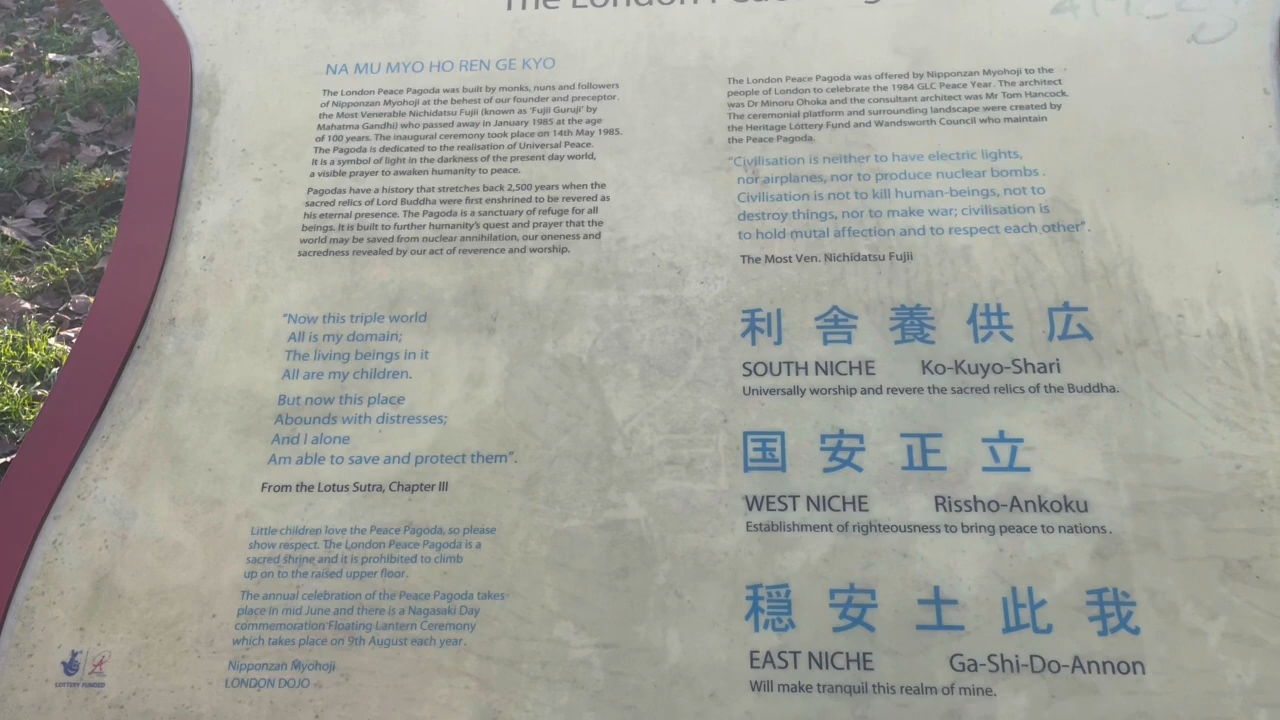 The London
NA MU MYO HO REN GE KYO
The London Peace Pagoda was built by monks, nuns and followers
of Nipponzan Myohoji at the behest of our founder and preceptor,
the Most Venerable Nichidatsu Fujii (known as 'Fujii Guruji' by
Mahatma Gandhi) who passed away in January 1985 at the age
of 100 years. The inaugural ceremony took place on 14th May 1985.
The Pagoda is dedicated to the realisation of Universal Peace.
It is a symbol of light in the darkness of the present day world,
a visible prayer to awaken humanity to peace.
Pagodas have a history that stretches back 2,500 years when the
sacred relics of Lord Buddha were first enshrined to be revered as
his eternal presence. The Pagoda is a sanctuary of refuge for all
beings. It is built to further humanity's quest and prayer that the
world may be saved from nuclear annihilation, our oneness and
sacredness revealed by our act of reverence and worship.
"Now this triple world
All is my domain;
The living beings in it
All are my children.
But now this place
Abounds with distresses;
And I alone
Am able to save and protect them".
From the Lotus Sutra, Chapter III
Little children love the Peace Pagoda, so please
show respect. The London Peace Pagoda is a
sacred shrine and it is prohibited to climb
up on to the raised upper floor.
The annual celebration of the Peace Pagoda takes
place in mid June and there is a Nagasaki Day
commemoration Floating Lantern Ceremony
which takes place on 9th August each year.
Nipponzan Myohoji
LONDON DOJO
LOTTERY FUNDED
The London Peace Pagoda was offered by Nipponzan Myohoji to the
people of London to celebrate the 1984 GLC Peace Year. The architect
was Dr Minoru Ohoka and the consultant architect was Mr Tom Hancock.
The ceremonial platform and surrounding landscape were created by
the Heritage Lottery Fund and Wandsworth Council who maintain
the Peace Pagoda.
"Civilisation is neither to have electric lights,
nor airplanes, nor to produce nuclear bombs.
Civilisation is not to kill human-beings, not to
destroy things, nor to make war; civilisation is
to hold mutal affection and to respect each other".
The Most Ven. Nichidatsu Fujii
利舎養供広
SOUTH NICHE Ko-Kuyo-Shari
Universally worship and revere the sacred relics of the Buddha.
国安正立
WEST NICHE Rissho-Ankoku
Establishment of righteousness to bring peace to nations.
穏安土此我
EAST NICHE Ga-Shi-Do-Annon
Will make tranquil this realm of mine.